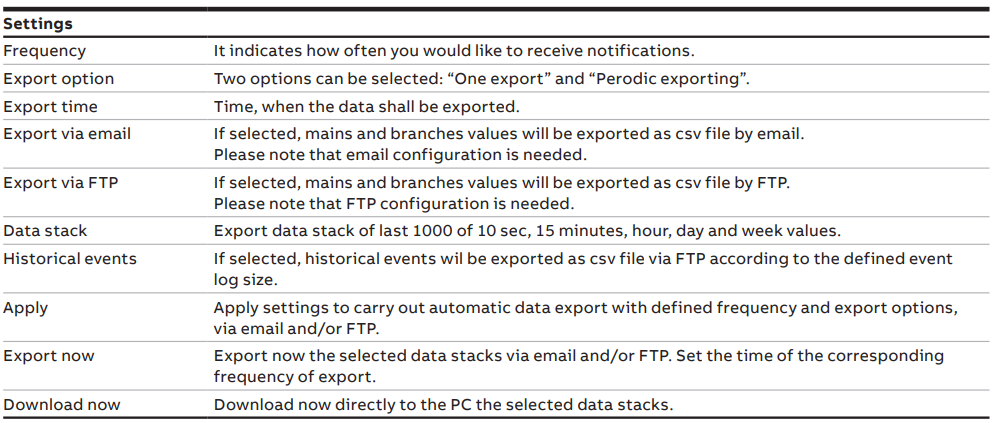 Settings
Frequency It indicates how often you would like to receive notifications.
Export option Two options can be selected: “One export” and “Perodic exporting”.
Export time Time, when the data shall be exported.
Export via email If selected, mains and branches values will be exported as csv file by email.
Please note that email configuration is needed.
Export via FTP If selected, mains and branches values will be exported as csv file by FTP.
Please note that FTP configuration is needed.
Data stack Export data stack of last 1000 of 10 sec, 15 minutes, hour, day and week values.
Historical events If selected, historical events wil be exported as csv file via FTP according to the defined event
log size.
Apply Apply settings to carry out automatic data export with defined frequency and export options,
via email and/or FTP.
Export now Export now the selected data stacks via email and/or FTP. Set the time of the corresponding
frequency of export.
Download now Download now directly to the PC the selected data stacks.